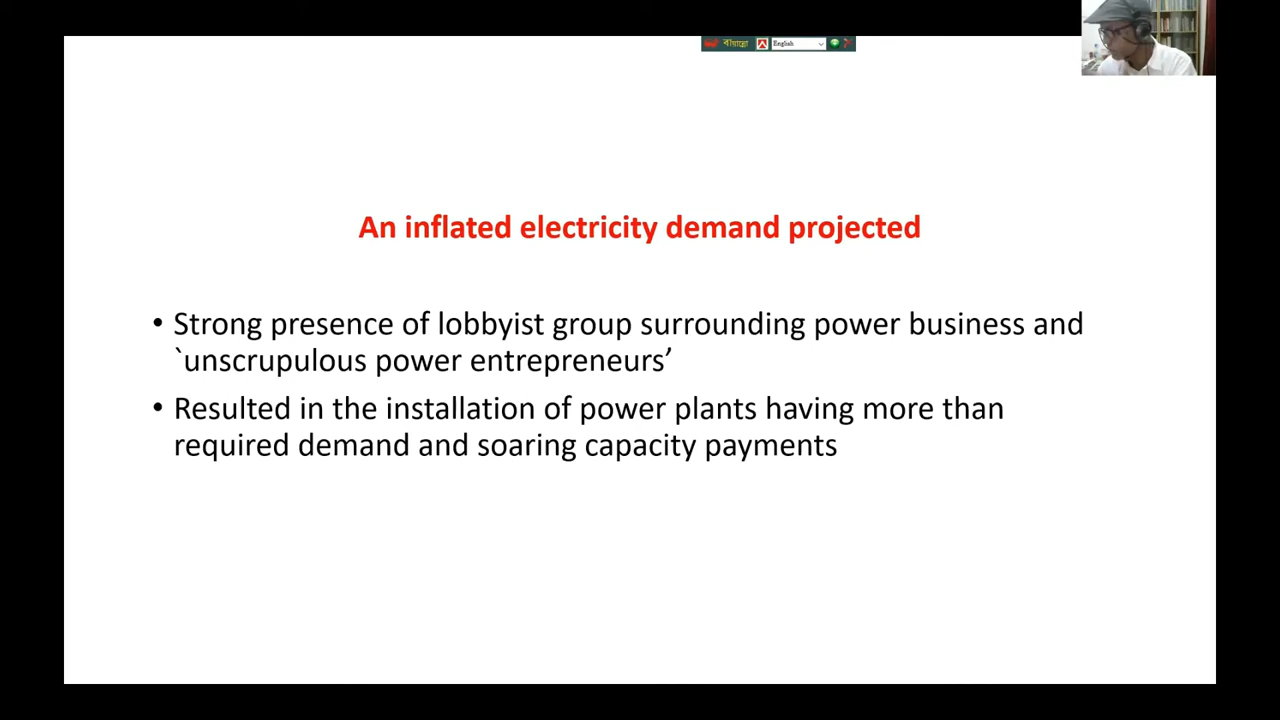 বাঁয়ান্নো English
An inflated electricity demand projected
• Strong presence of lobbyist group surrounding power business and
`unscrupulous power entrepreneurs’
• Resulted in the installation of power plants having more than
required demand and soaring capacity payments